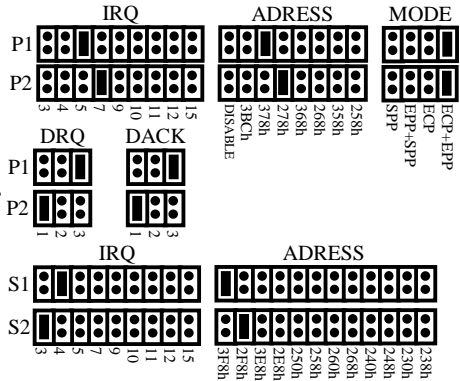 IRQ ADRESS MODE
P1
P2
3 4 5 7 9 10 11 12 15 DISABLE 3BCh 378h 278h 368h 268h 358h 258h SPP EPP+SPP ECP ECP+EPP
DRQ DACK
P1
P2
1 2 3 1 2 3
IRQ ADRESS
S1
S2
3 4 5 7 9 10 11 12 15 3F8h 2F8h 3E8h 2E8h 250h 258h 260h 268h 240h 248h 230h 238h